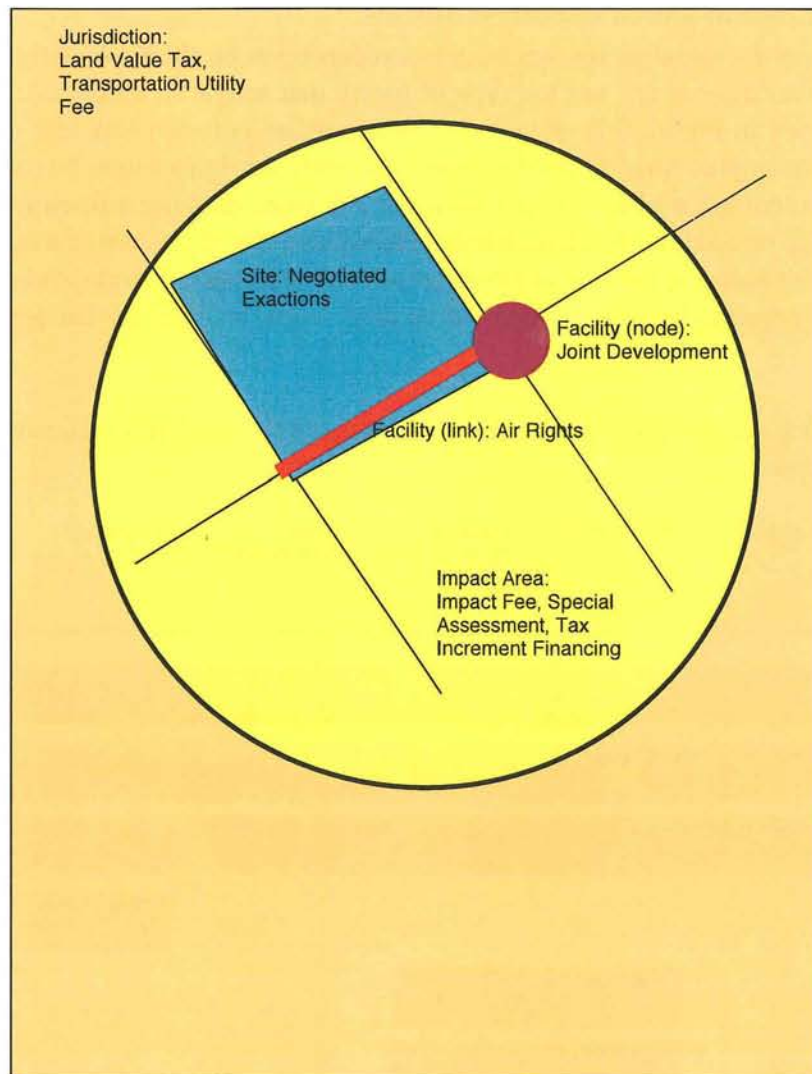 Jurisdiction:
Land Value Tax,
Transportation Utility
Fee
Site: Negotiated
Exactions
Facility (node):
Joint Development
Facility (link): Air Rights
Impact Area:
Impact Fee, Special
Assessment, Tax
Increment Financing